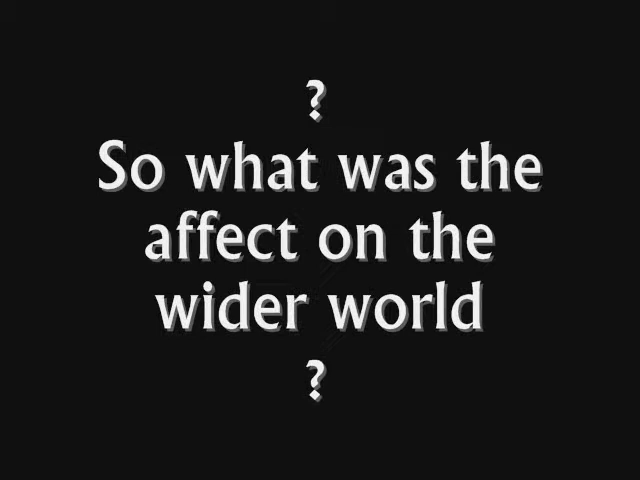 ?
So what was the
affect on the
wider world
?